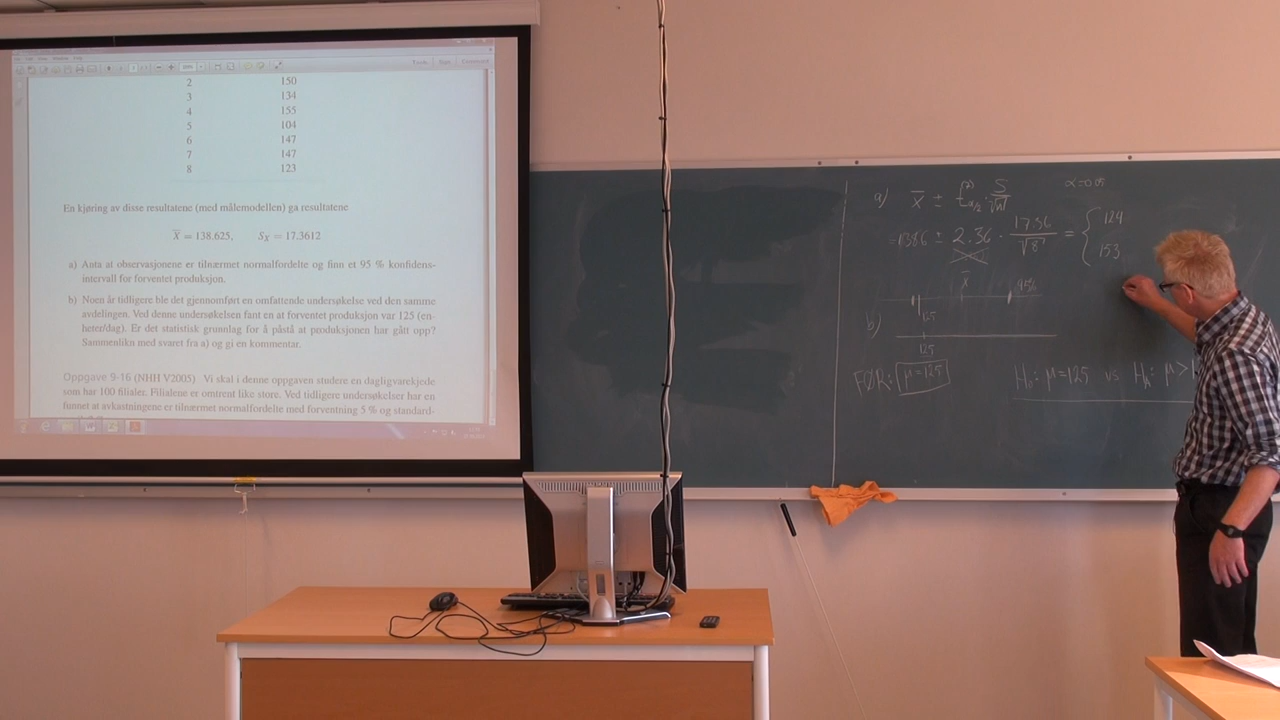 2 150
3 134
4 155
5 104
6 147
7 147
8 123
En kjøring av disse resultatene (med målemodellen) ga resultatene
X̅ = 138.625, S_X = 17.3612
a) Anta at observasjonene er tilnærmet normalfordelte og finn et 95 % konfidens-
intervall for forventet produksjon.
b) Noen år tidligere ble det gjennomført en omfattende undersøkelse ved den samme
avdelingen. Ved denne undersøkelsen fant en at forventet produksjon var 125 (en-
heter/dag). Er det statistisk grunnlag for å påstå at produksjonen har gått opp?
Sammenlikn med svaret fra a) og gi en kommentar.
Oppgave 9-16 (NHH V2005) Vi skal i denne oppgaven studere en dagligvarekjede
som har 100 filialer. Filialene er omtrent like store. Ved tidligere undersøkelser har en
funnet at avkastningene er tilnærmet normalfordelte med forventning 5 % og standard-
a) X̅ ± t_{α/2} · S/√n α=0.05
=138.6 ± 2.36 · 17.36/√8 = { 124
153
X̅ 95%
125
b)
125
FØR: μ=125 H₀: μ=125 vs H_A: μ>